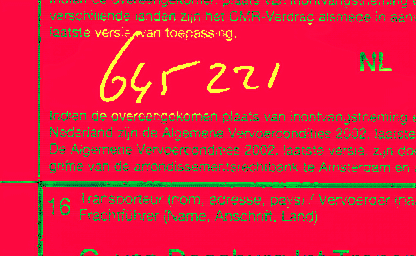 verschillende landen zijn het CMR-Verdrag alsmede in aan
laatste versie van toepassing.
645 221
NL
Indien de overeengekomen plaats van inontvangstneming e
Nederland zijn de Algemene Vervoercondities 2002, laatste
De Algemene Vervoercondities 2002, laatste versie, zijn
griffie van de arrondissementsrechtbank te Amsterdam en
16 Transporteur (nom, adresse, pays) / Vervoerder (na
Frachtführer (Name, Anschrift, Land)